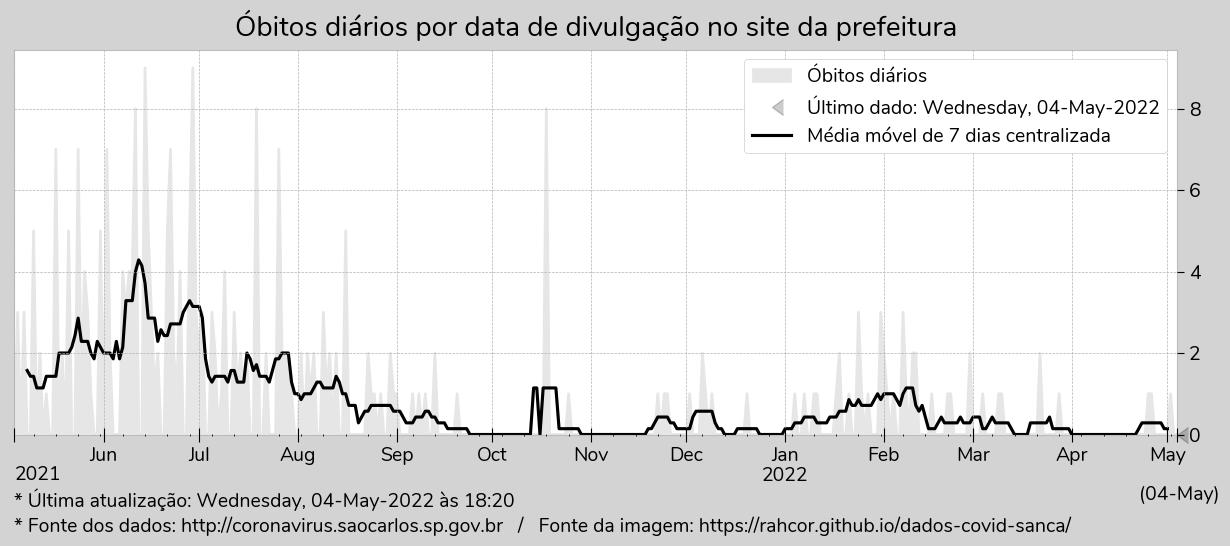 Óbitos diários por data de divulgação no site da prefeitura
Óbitos diários
Último dado: Wednesday, 04-May-2022
Média móvel de 7 dias centralizada
8
6
4
2
0
Jun Jul Aug Sep Oct Nov Dec Jan Feb Mar Apr May
2021 2022
(04-May)
* Última atualização: Wednesday, 04-May-2022 às 18:20
* Fonte dos dados: http://coronavirus.saocarlos.sp.gov.br / Fonte da imagem: https://rahcor.github.io/dados-covid-sanca/